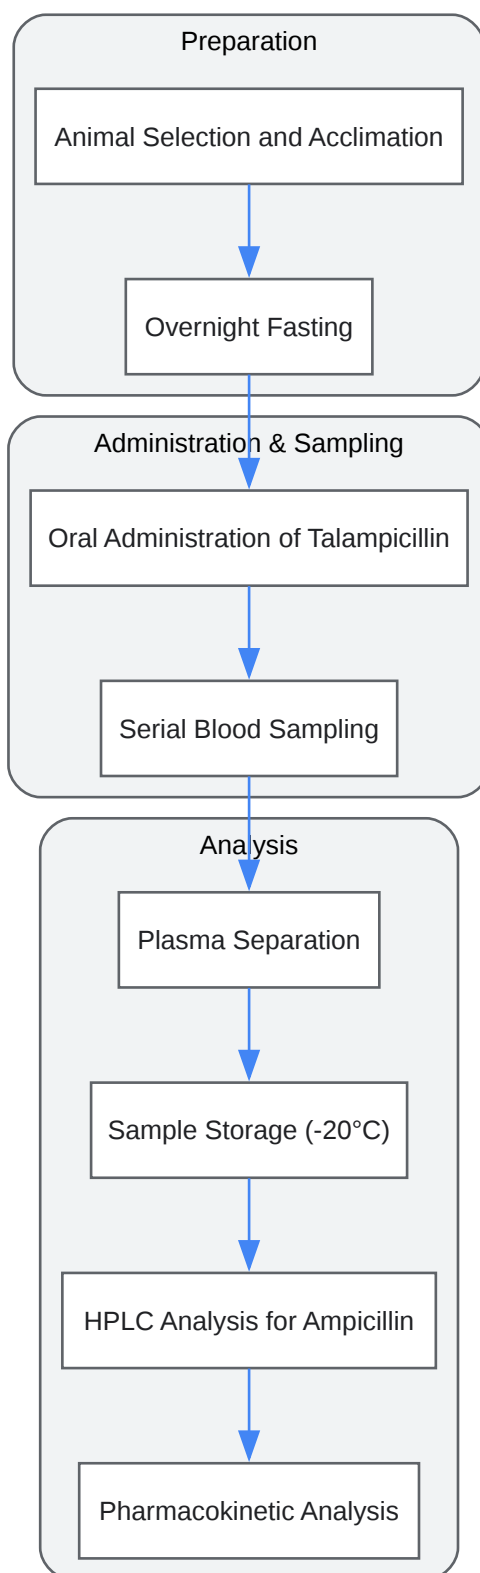 Preparation
Animal Selection and Acclimation
Overnight Fasting
Administration & Sampling
Oral Administration of Talampicillin
Serial Blood Sampling
Analysis
Plasma Separation
Sample Storage (-20°C)
HPLC Analysis for Ampicillin
Pharmacokinetic Analysis